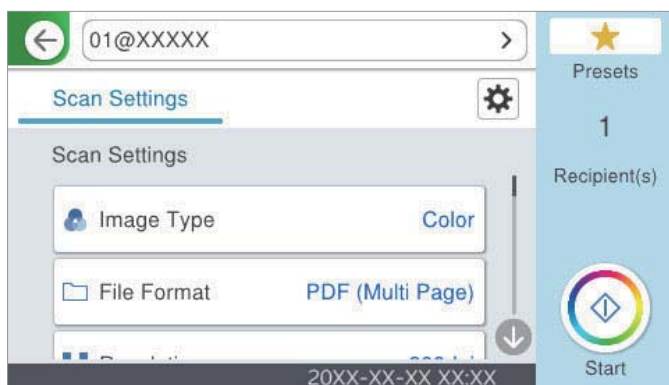 01@XXXXX
Presets
Scan Settings
1
Scan Settings
Recipient(s)
Image Type Color
File Format PDF (Multi Page)
20XX-XX-XX XX:XX
Start